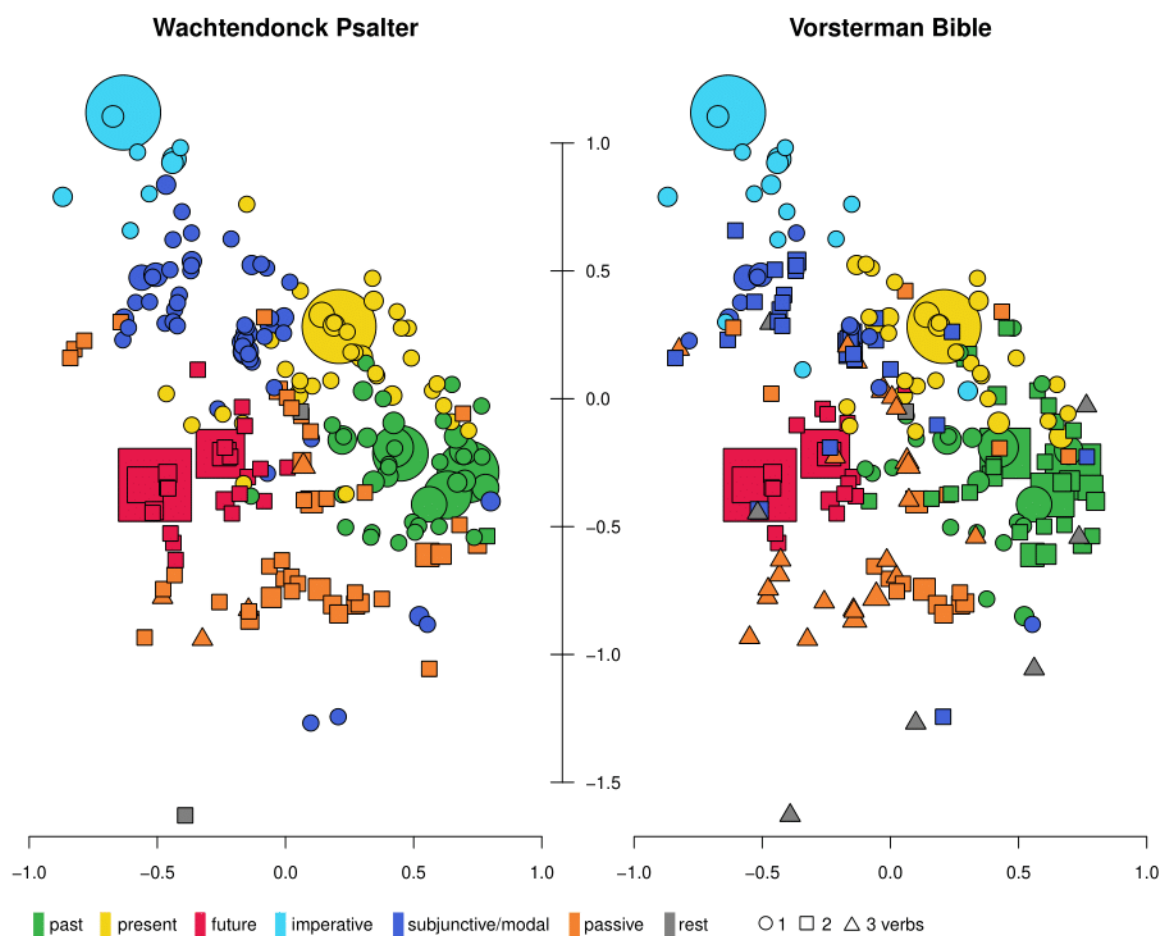 Wachtendonck Psalter
Vorsterman Bible
1.0
0.5
0.0
−0.5
−1.0
−1.5
−1.0 −0.5 0.0 0.5 1.0
−1.0 −0.5 0.0 0.5 1.0
past present future imperative subjunctive/modal passive rest 1 2 3 verbs